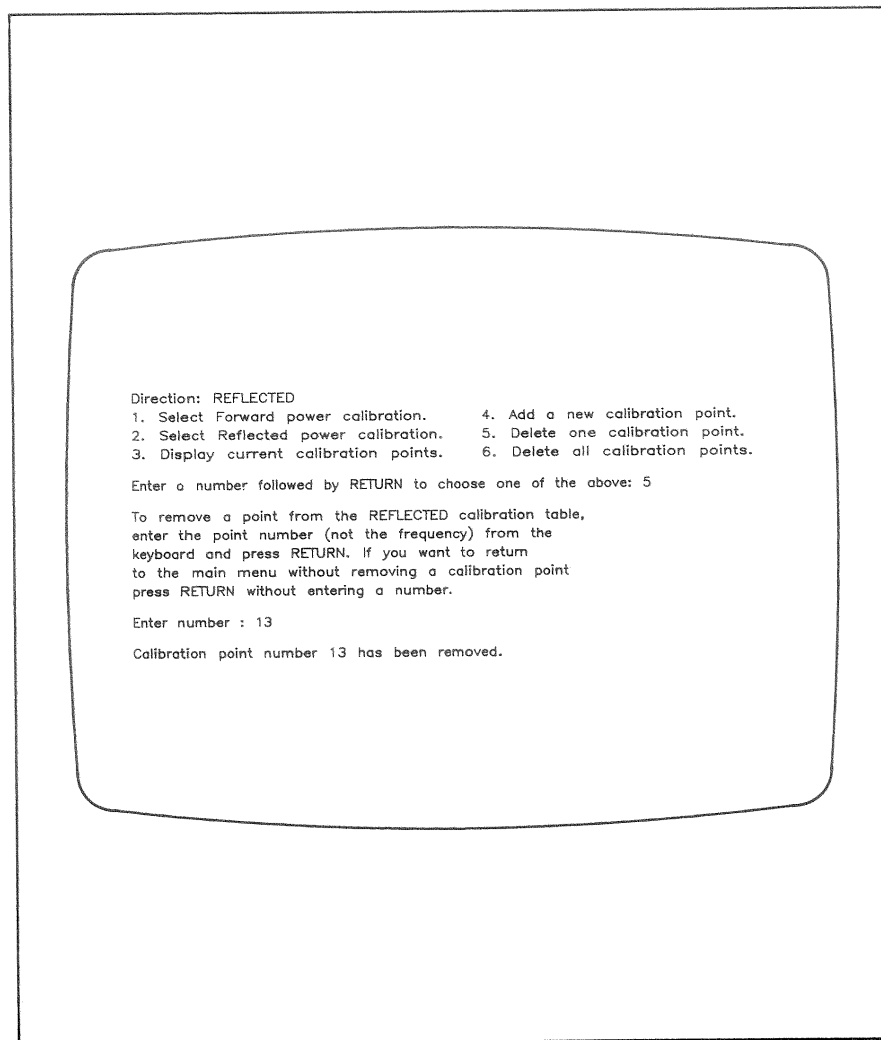 Direction: REFLECTED
1. Select Forward power calibration. 4. Add a new calibration point.
2. Select Reflected power calibration. 5. Delete one calibration point.
3. Display current calibration points. 6. Delete all calibration points.
Enter a number followed by RETURN to choose one of the above: 5
To remove a point from the REFLECTED calibration table,
enter the point number (not the frequency) from the
keyboard and press RETURN. If you want to return
to the main menu without removing a calibration point
press RETURN without entering a number.
Enter number : 13
Calibration point number 13 has been removed.